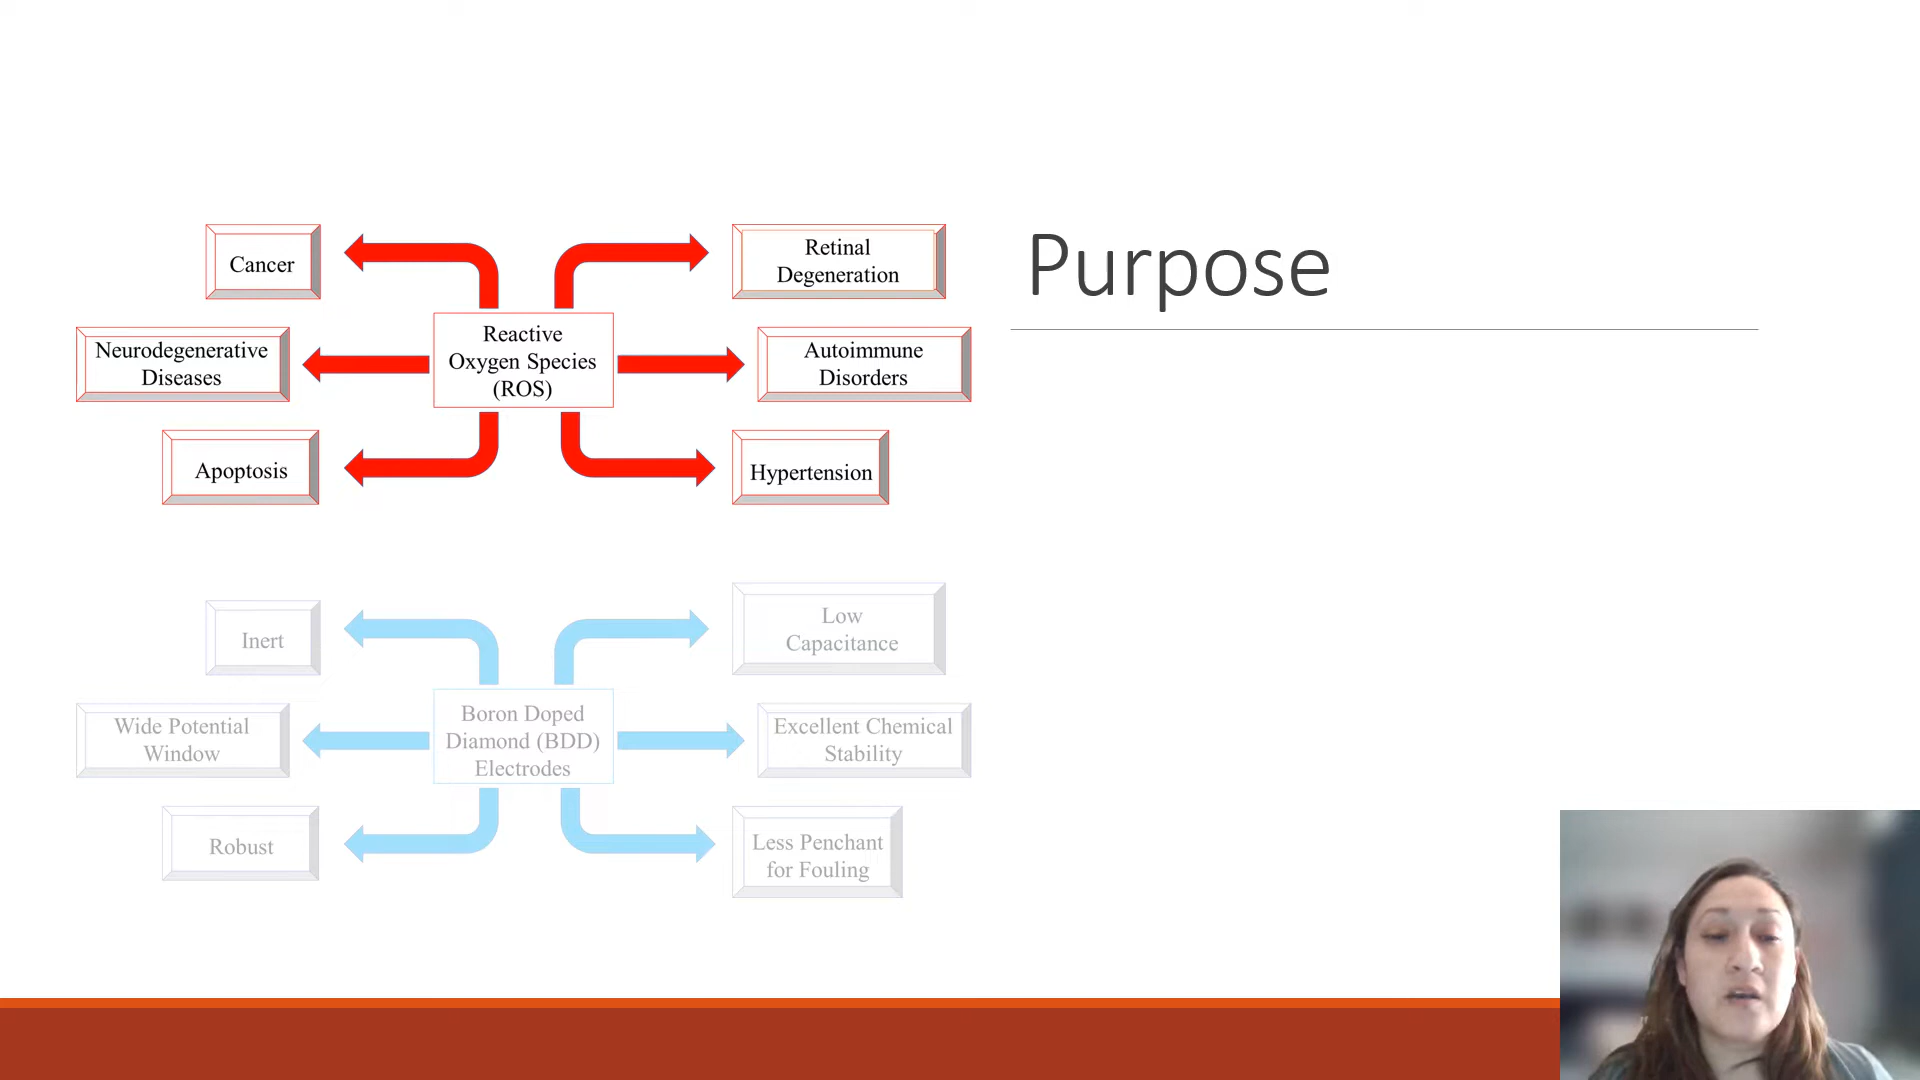 Purpose
Cancer
Retinal
Degeneration
Reactive
Oxygen Species
(ROS)
Neurodegenerative
Diseases
Autoimmune
Disorders
Apoptosis
Hypertension
Inert
Low
Capacitance
Boron Doped
Diamond (BDD)
Electrodes
Wide Potential
Window
Excellent Chemical
Stability
Robust
Less Penchant
for Fouling